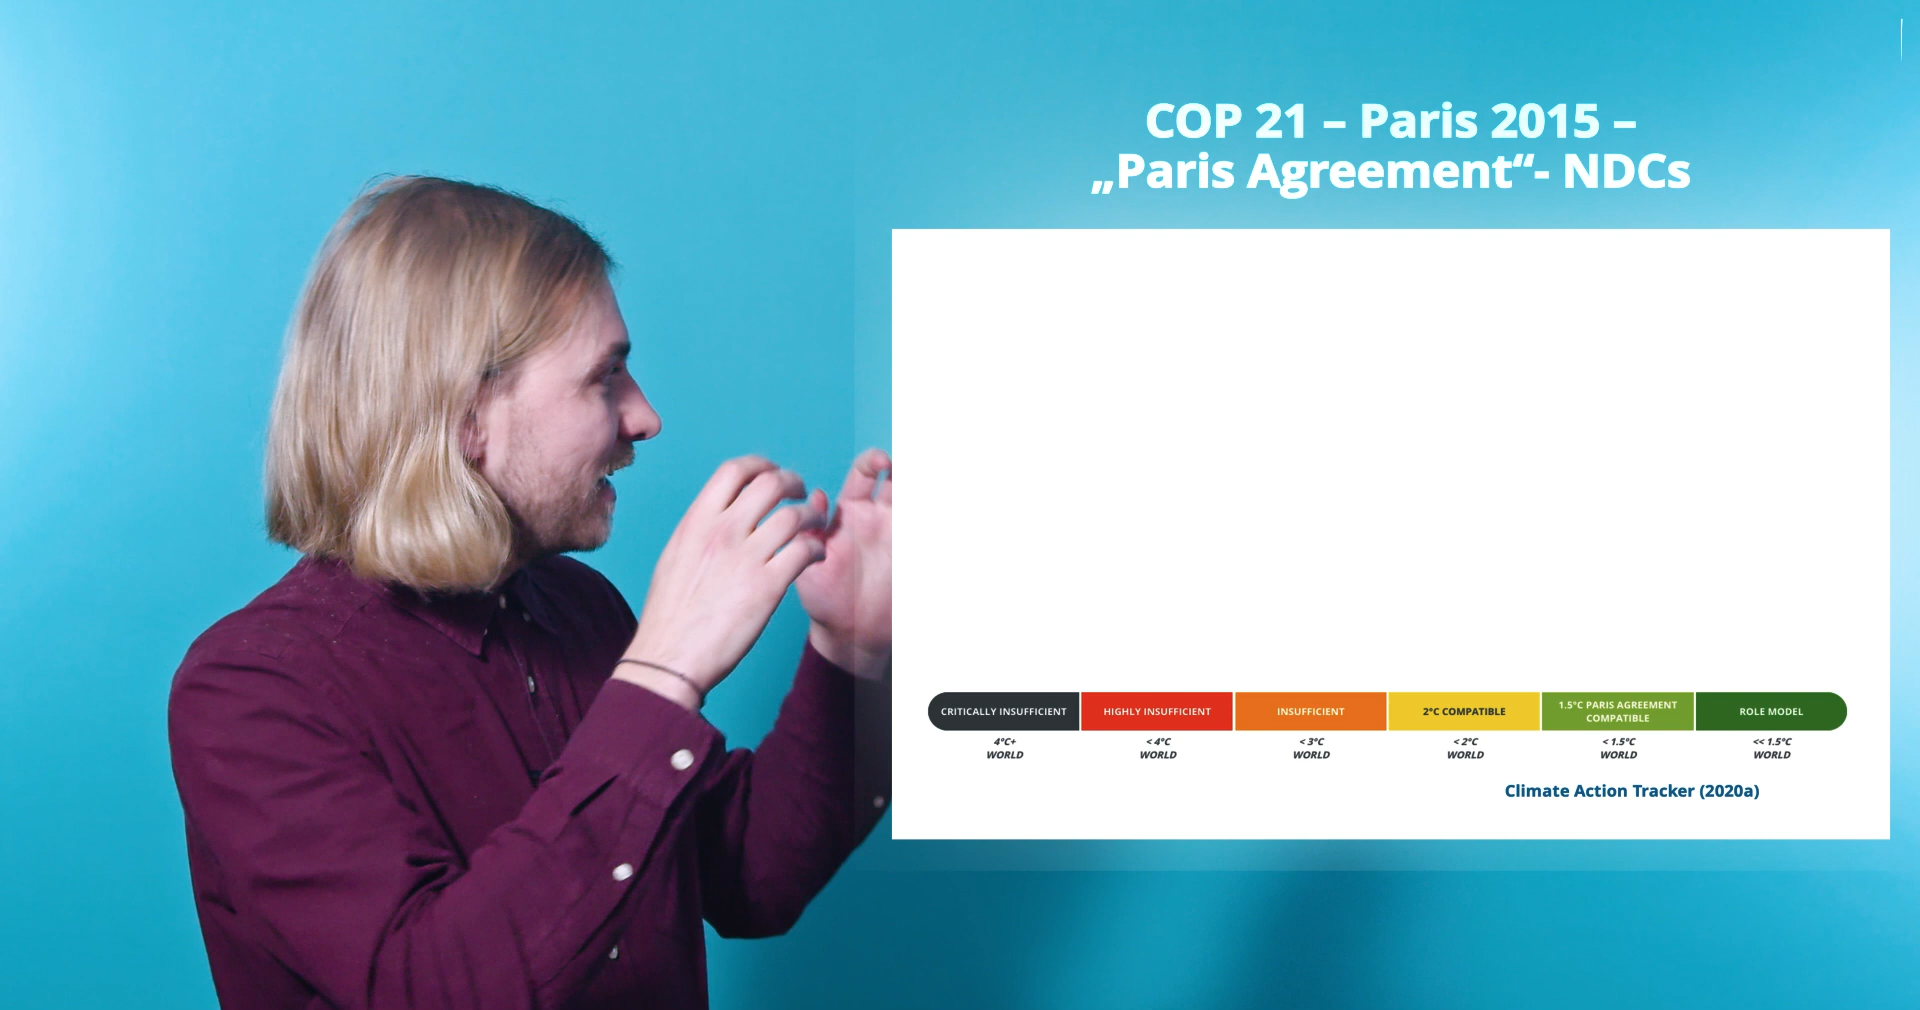 COP 21 – Paris 2015 –
„Paris Agreement“- NDCs
CRITICALLY INSUFFICIENT
HIGHLY INSUFFICIENT
INSUFFICIENT
2°C COMPATIBLE
1.5°C PARIS AGREEMENT
COMPATIBLE
ROLE MODEL
4°C+
WORLD
< 4°C
WORLD
< 3°C
WORLD
< 2°C
WORLD
< 1.5°C
WORLD
<< 1.5°C
WORLD
Climate Action Tracker (2020a)